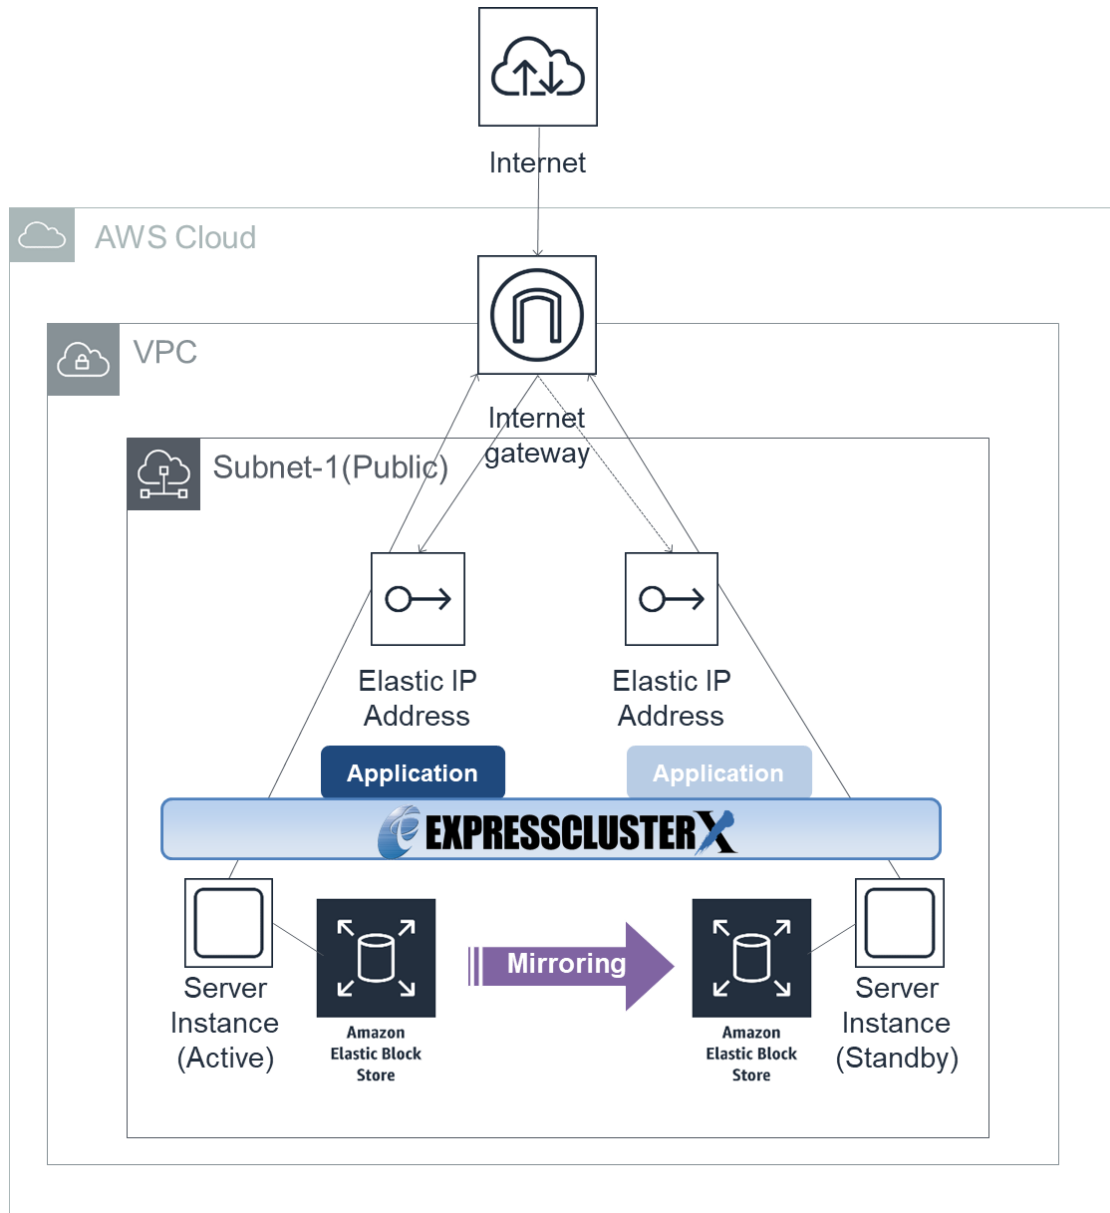 Internet
AWS Cloud
VPC
Internet
gateway
Subnet-1(Public)
Elastic IP
Address
Elastic IP
Address
Application
Application
EXPRESSCLUSTER X
Mirroring
Server
Instance
(Active)
Amazon
Elastic Block
Store
Amazon
Elastic Block
Store
Server
Instance
(Standby)